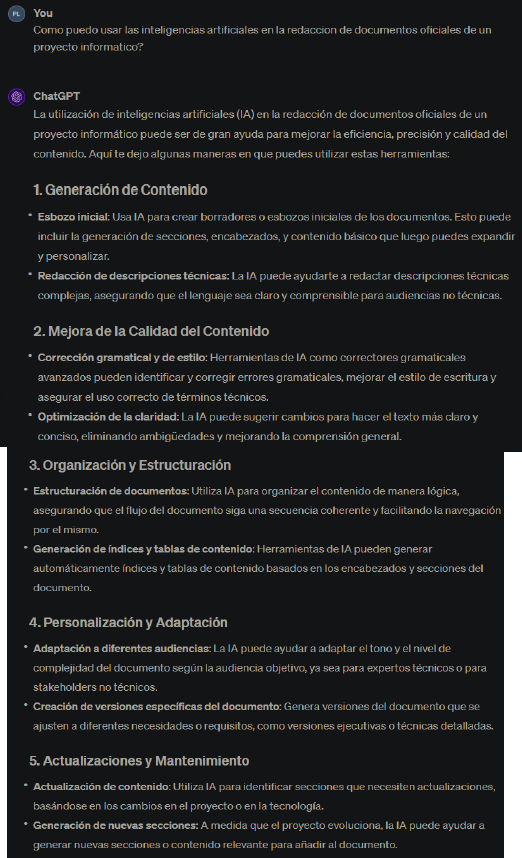 PL You
Como puedo usar las inteligencias artificiales en la redaccion de documentos oficiales de un
proyecto informatico?
ChatGPT
La utilización de inteligencias artificiales (IA) en la redacción de documentos oficiales de un
proyecto informático puede ser de gran ayuda para mejorar la eficiencia, precisión y calidad del
contenido. Aquí te dejo algunas maneras en que puedes utilizar estas herramientas:
1. Generación de Contenido
• Esbozo inicial: Usa IA para crear borradores o esbozos iniciales de los documentos. Esto puede
incluir la generación de secciones, encabezados, y contenido básico que luego puedes expandir
y personalizar.
• Redacción de descripciones técnicas: La IA puede ayudarte a redactar descripciones técnicas
complejas, asegurando que el lenguaje sea claro y comprensible para audiencias no técnicas.
2. Mejora de la Calidad del Contenido
• Corrección gramatical y de estilo: Herramientas de IA como correctores gramaticales
avanzados pueden identificar y corregir errores gramaticales, mejorar el estilo de escritura y
asegurar el uso correcto de términos técnicos.
• Optimización de la claridad: La IA puede sugerir cambios para hacer el texto más claro y
conciso, eliminando ambigüedades y mejorando la comprensión general.
3. Organización y Estructuración
• Estructuración de documentos: Utiliza IA para organizar el contenido de manera lógica,
asegurando que el flujo del documento siga una secuencia coherente y facilitando la navegación
por el mismo.
• Generación de índices y tablas de contenido: Herramientas de IA pueden generar
automáticamente índices y tablas de contenido basados en los encabezados y secciones del
documento.
4. Personalización y Adaptación
• Adaptación a diferentes audiencias: La IA puede ayudar a adaptar el tono y el nivel de
complejidad del documento según la audiencia objetivo, ya sea para expertos técnicos o para
stakeholders no técnicos.
• Creación de versiones específicas del documento: Genera versiones del documento que se
ajusten a diferentes necesidades o requisitos, como versiones ejecutivas o técnicas detalladas.
5. Actualizaciones y Mantenimiento
• Actualización de contenido: Utiliza IA para identificar secciones que necesiten actualizaciones,
basándose en los cambios en el proyecto o en la tecnología.
• Generación de nuevas secciones: A medida que el proyecto evoluciona, la IA puede ayudar a
generar nuevas secciones o contenido relevante para añadir al documento.